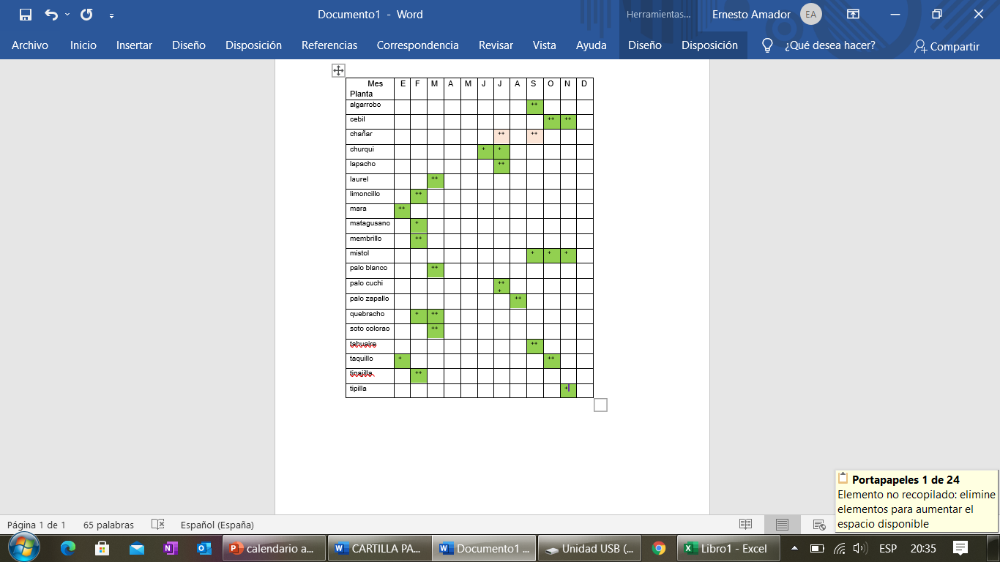 Documento1 - Word
Herramientas...
Ernesto Amador EA
Archivo Inicio Insertar Diseño Disposición Referencias Correspondencia Revisar Vista Ayuda Diseño Disposición ¿Qué desea hacer? Compartir
Mes E F M A M J J A S O N D
Planta
algarrobo ++
cebil ++ ++
chañar ++ ++
churqui + +
lapacho ++
laurel ++
limoncillo ++
mara ++
matagusano +
membrillo ++
mistol + + +
palo blanco ++
palo cuchi ++
+
palo zapallo ++
quebracho + ++
soto colorao ++
tahuaire ++
taquillo + ++
tinajilla ++
tipilla +
Portapapeles 1 de 24
Elemento no recopilado: elimine
elementos para aumentar el
espacio disponible
Página 1 de 1 65 palabras Español (España)
calendario a... CARTILLA PA... Documento1 ... Unidad USB (... Libro1 - Excel ESP 20:35